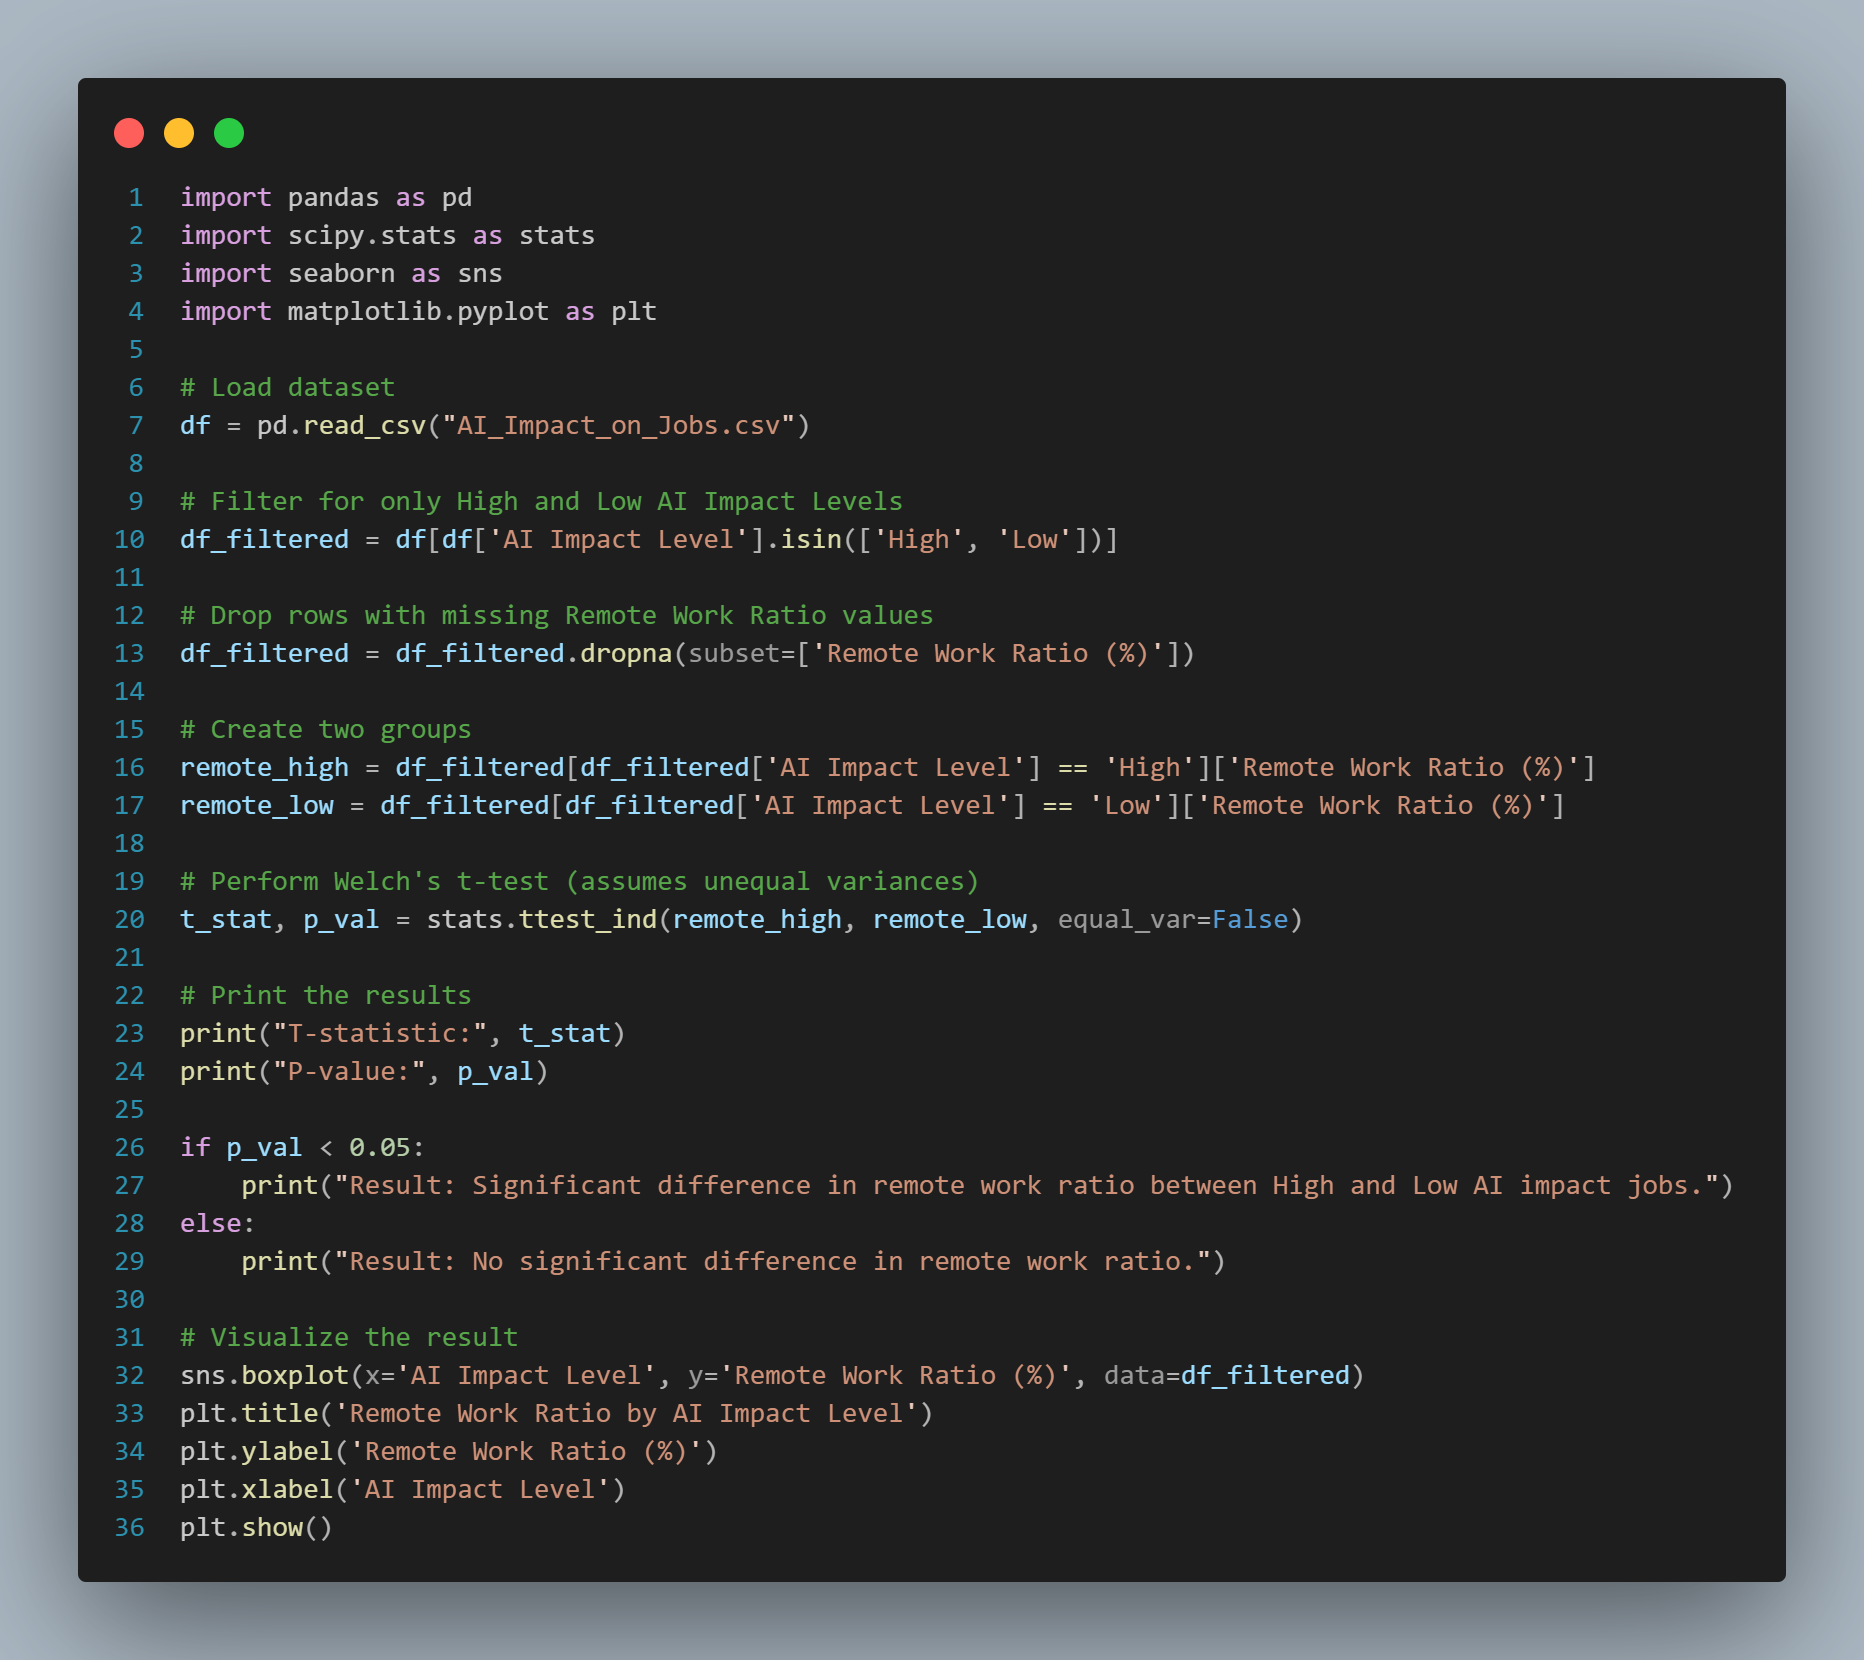 1 import pandas as pd
2 import scipy.stats as stats
3 import seaborn as sns
4 import matplotlib.pyplot as plt
5
6 # Load dataset
7 df = pd.read_csv("AI_Impact_on_Jobs.csv")
8
9 # Filter for only High and Low AI Impact Levels
10 df_filtered = df[df['AI Impact Level'].isin(['High', 'Low'])]
11
12 # Drop rows with missing Remote Work Ratio values
13 df_filtered = df_filtered.dropna(subset=['Remote Work Ratio (%)'])
14
15 # Create two groups
16 remote_high = df_filtered[df_filtered['AI Impact Level'] == 'High']['Remote Work Ratio (%)']
17 remote_low = df_filtered[df_filtered['AI Impact Level'] == 'Low']['Remote Work Ratio (%)']
18
19 # Perform Welch's t-test (assumes unequal variances)
20 t_stat, p_val = stats.ttest_ind(remote_high, remote_low, equal_var=False)
21
22 # Print the results
23 print("T-statistic:", t_stat)
24 print("P-value:", p_val)
25
26 if p_val < 0.05:
27     print("Result: Significant difference in remote work ratio between High and Low AI impact jobs.")
28 else:
29     print("Result: No significant difference in remote work ratio.")
30
31 # Visualize the result
32 sns.boxplot(x='AI Impact Level', y='Remote Work Ratio (%)', data=df_filtered)
33 plt.title('Remote Work Ratio by AI Impact Level')
34 plt.ylabel('Remote Work Ratio (%)')
35 plt.xlabel('AI Impact Level')
36 plt.show()